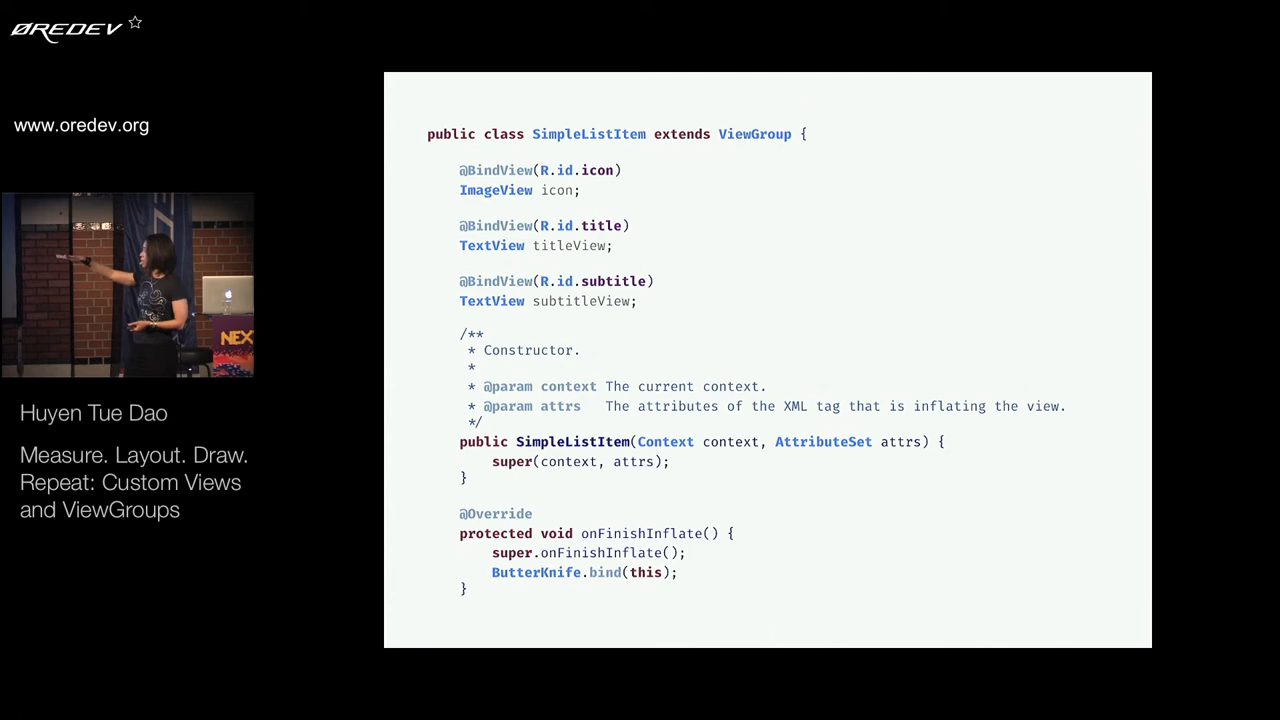 ØREDEV
www.oredev.org
NEX
Huyen Tue Dao
Measure. Layout. Draw.
Repeat: Custom Views
and ViewGroups
public class SimpleListItem extends ViewGroup {
@BindView(R.id.icon)
ImageView icon;
@BindView(R.id.title)
TextView titleView;
@BindView(R.id.subtitle)
TextView subtitleView;
/**
* Constructor.
*
* @param context The current context.
* @param attrs   The attributes of the XML tag that is inflating the view.
*/
public SimpleListItem(Context context, AttributeSet attrs) {
super(context, attrs);
}
@Override
protected void onFinishInflate() {
super.onFinishInflate();
ButterKnife.bind(this);
}